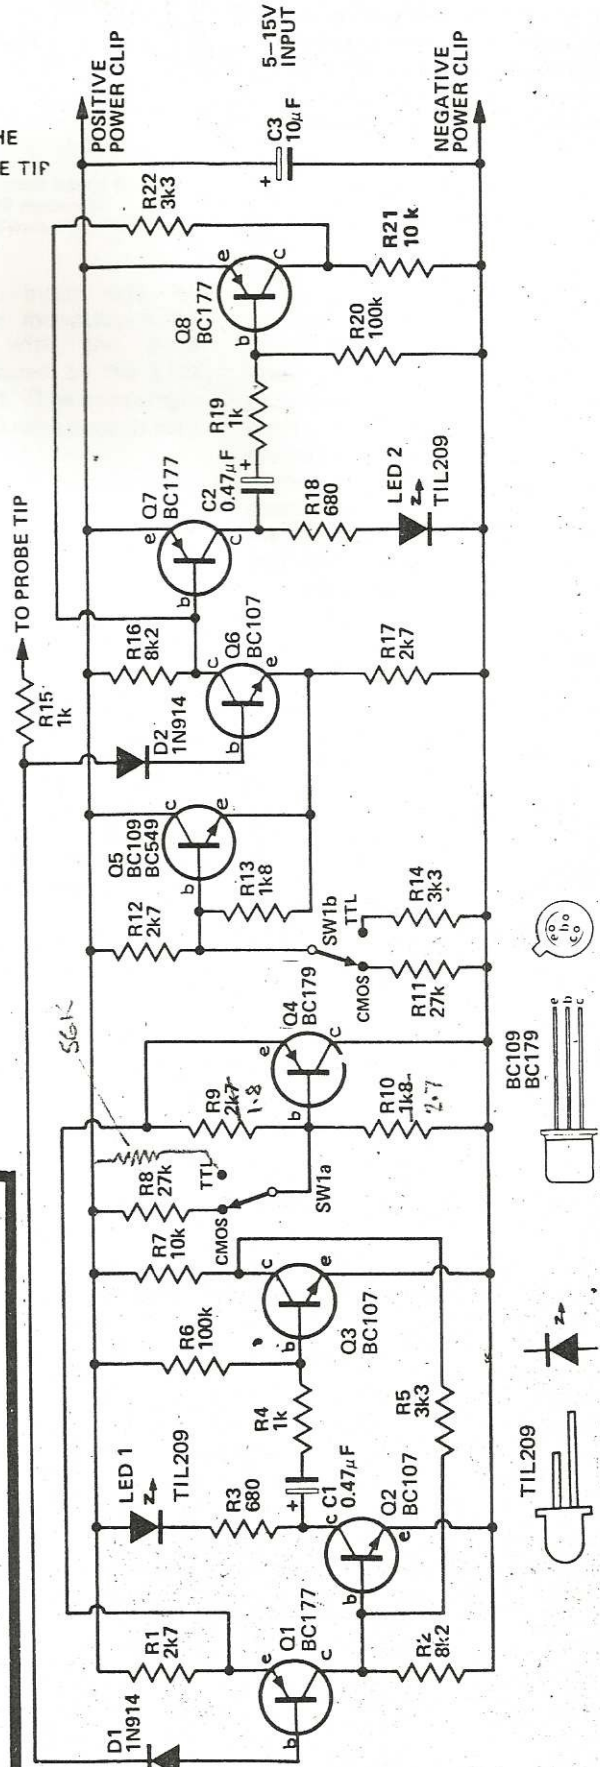 HE
E TIP
TO PROBE TIP
POSITIVE
POWER CLIP
5–15V
INPUT
NEGATIVE
POWER CLIP
R15
1k
D1
1N914
R1
2k7
Q1
BC177
c
e
b
R2
8k2
LED 1
TIL209
R3
680
C1
0.47µF
+
Q2
BC107
c
b
e
R4
1k
R5
3k3
R6
100k
R7
10k
Q3
BC107
c
b
e
R8
27k
56K
CMOS
TTL
SW1a
R9
2k7
1.8
R10
1k8
2.7
Q4
BC179
e
b
c
R12
2k7
Q5
BC109
BC549
c
b
e
R13
1k8
SW1b
TTL
CMOS
R14
3k3
R11
27k
D2
1N914
R16
8k2
Q6
BC107
c
b
e
R17
2k7
Q7
BC177
e
b
c
C2
0.47µF
+
R18
680
LED 2
TIL209
R19
1k
Q8
BC177
e
b
c
R20
100k
R21
10 k
R22
3k3
C3
10µF
+
TIL209
BC109
BC179
e
b
c
e
b
c